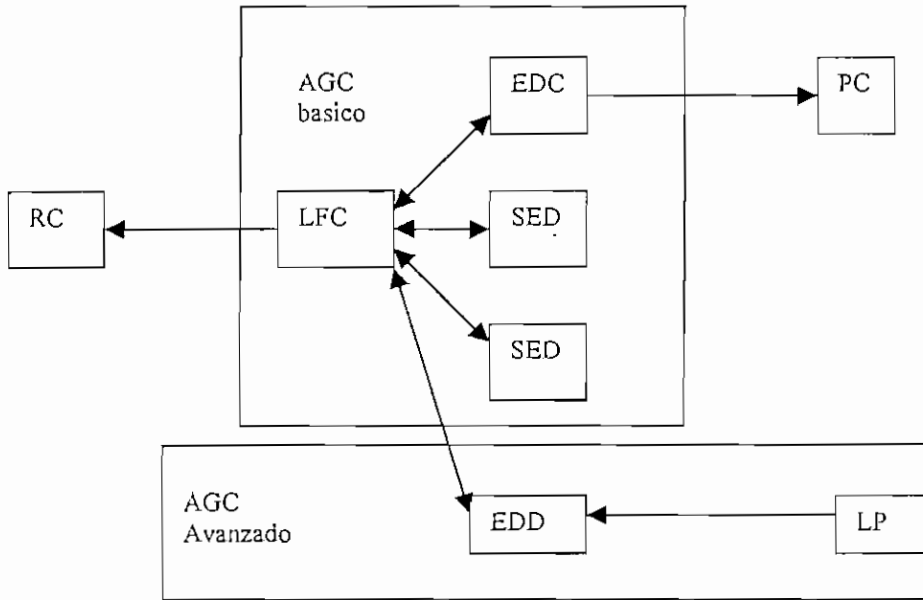 AGC
basico
EDC
PC
RC
LFC
SED
SED
AGC
Avanzado
EDD
LP